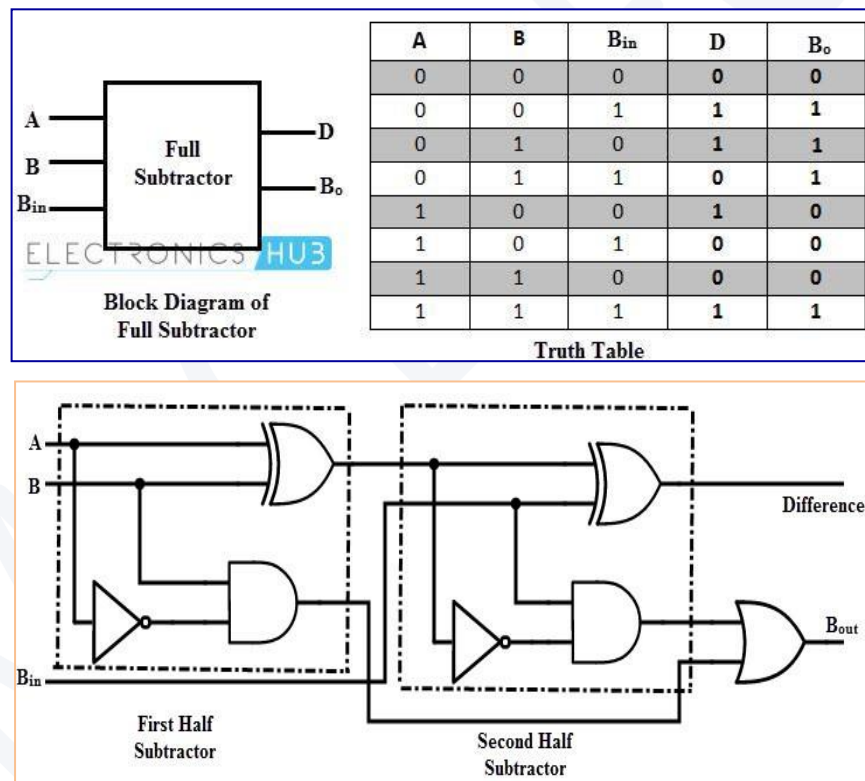 A
B
Bin
Full
Subtractor
D
Bo
ELECTRONICS HUB
Block Diagram of
Full Subtractor
A B Bin D Bo
0 0 0 0 0
0 0 1 1 1
0 1 0 1 1
0 1 1 0 1
1 0 0 1 0
1 0 1 0 0
1 1 0 0 0
1 1 1 1 1
Truth Table
A
B
Difference
Bout
Bin
First Half
Subtractor
Second Half
Subtractor